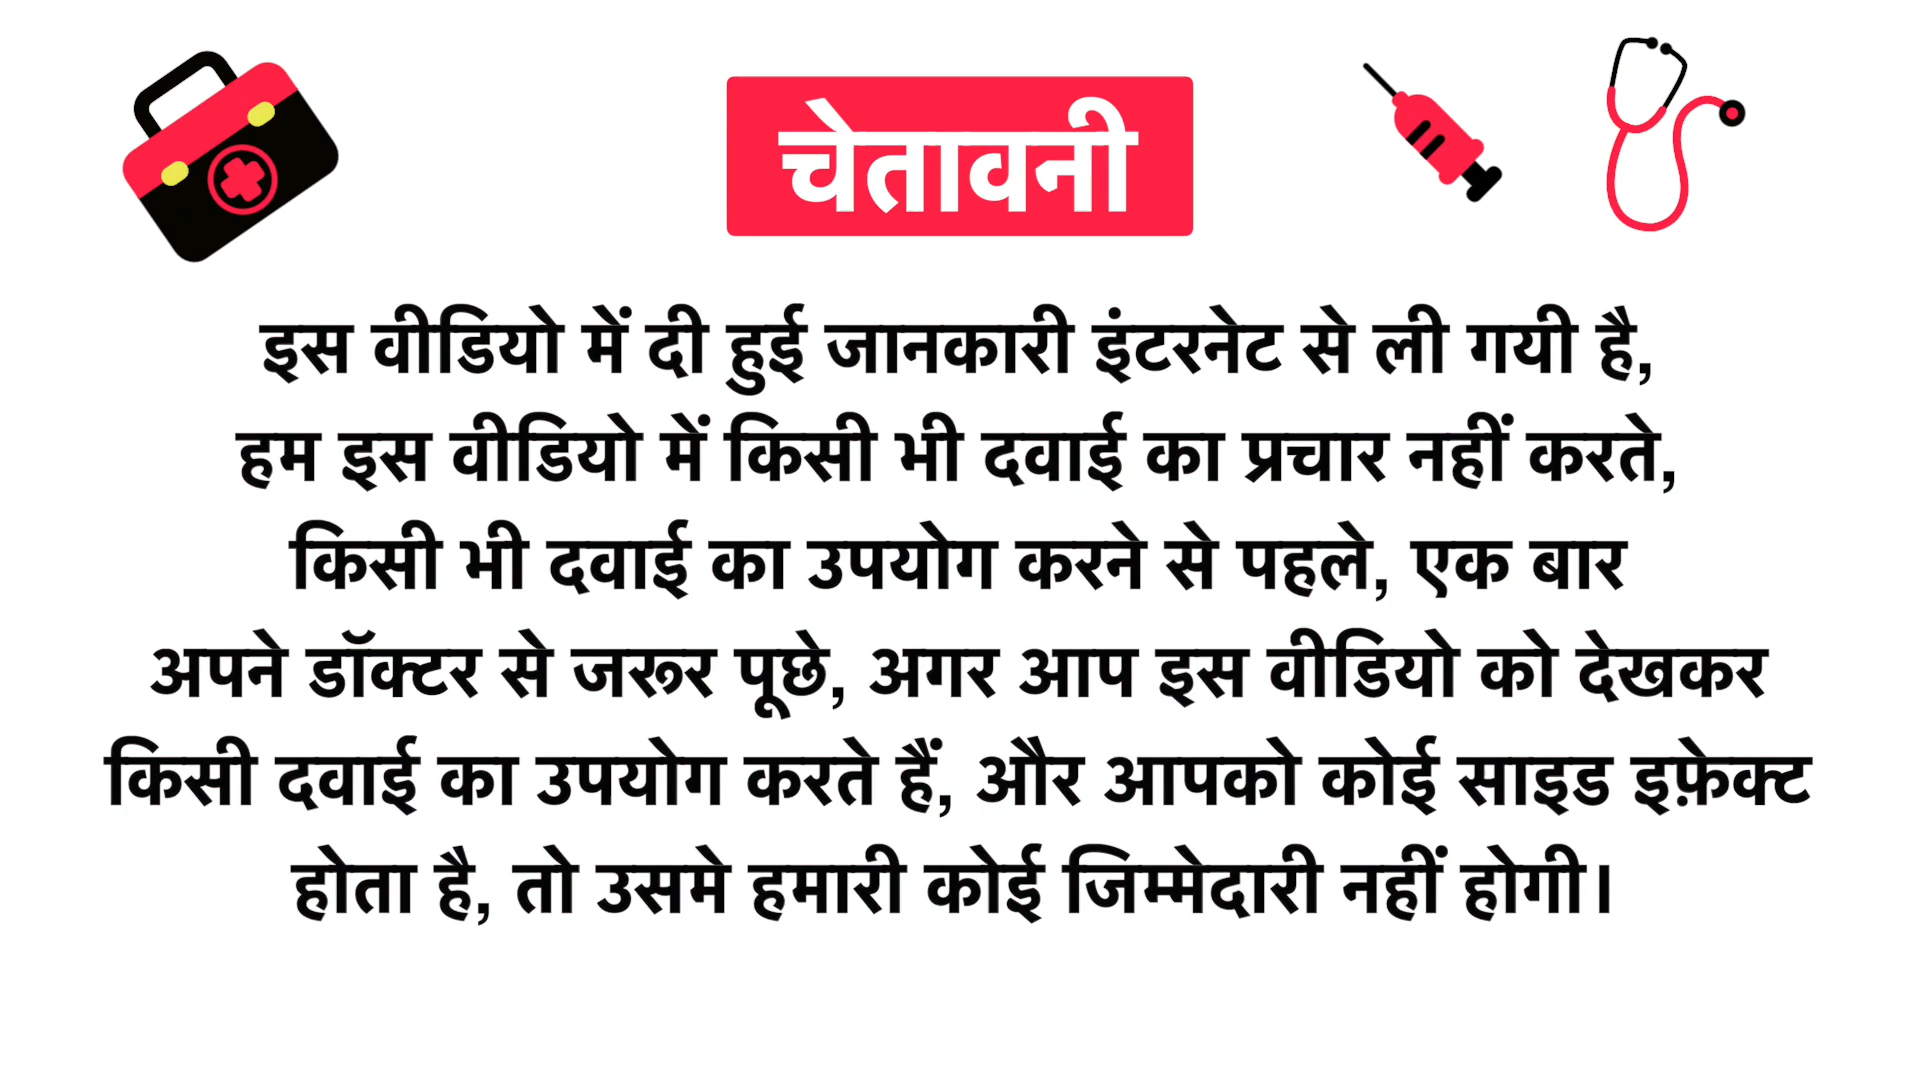 चेतावनी
इस वीडियो में दी हुई जानकारी इंटरनेट से ली गयी है,
हम इस वीडियो में किसी भी दवाई का प्रचार नहीं करते,
किसी भी दवाई का उपयोग करने से पहले, एक बार
अपने डॉक्टर से जरूर पूछे, अगर आप इस वीडियो को देखकर
किसी दवाई का उपयोग करते हैं, और आपको कोई साइड इफ़ेक्ट
होता है, तो उसमे हमारी कोई जिम्मेदारी नहीं होगी।